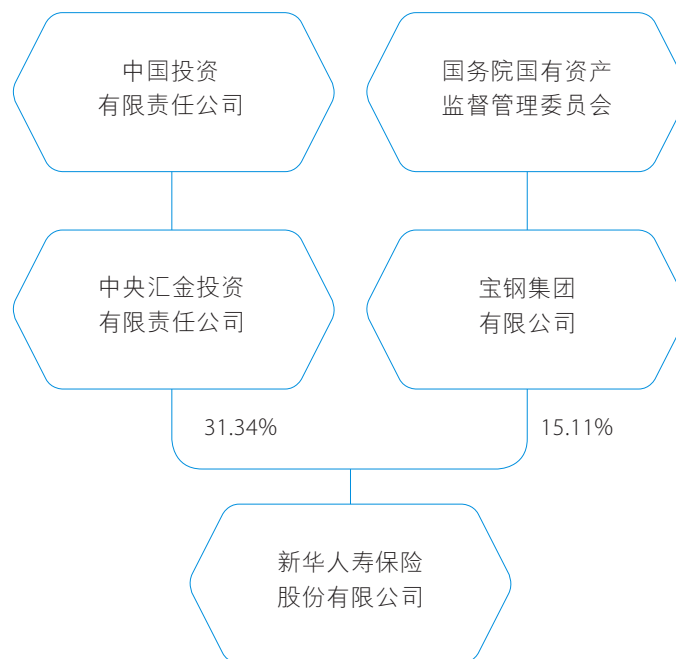 中国投资
有限责任公司
国务院国有资产
监督管理委员会
中央汇金投资
有限责任公司
宝钢集团
有限公司
31.34%
15.11%
新华人寿保险
股份有限公司